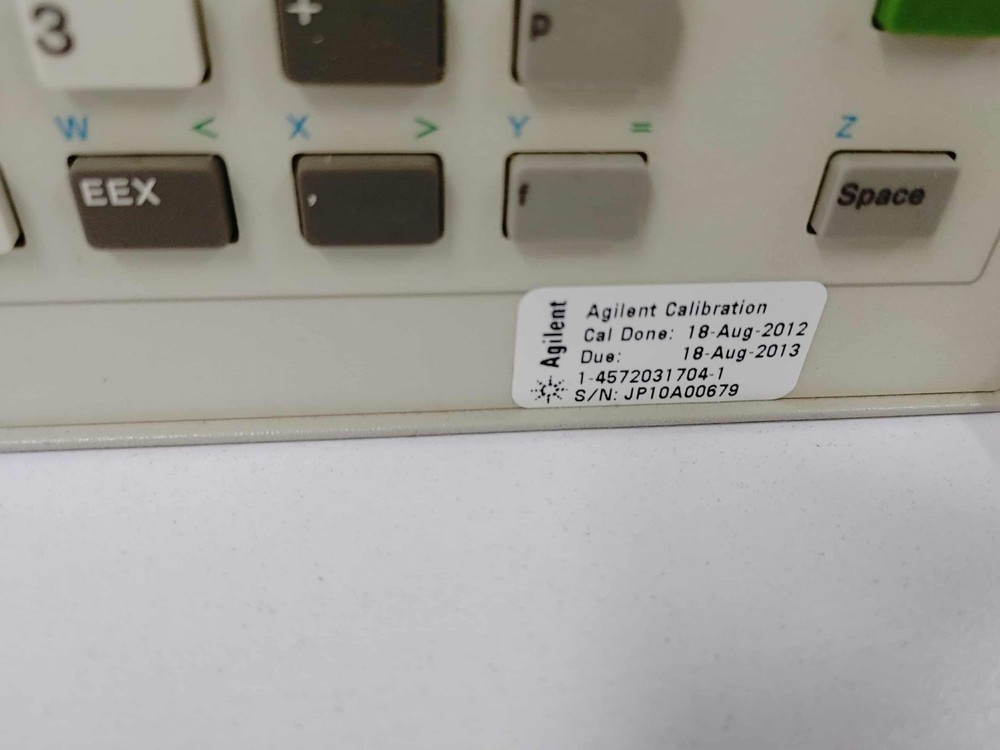 3 + p
W < X > Y = Z
EEX , f Space
Agilent
Agilent Calibration
Cal Done: 18-Aug-2012
Due: 18-Aug-2013
1-4572031704-1
S/N: JP10A00679